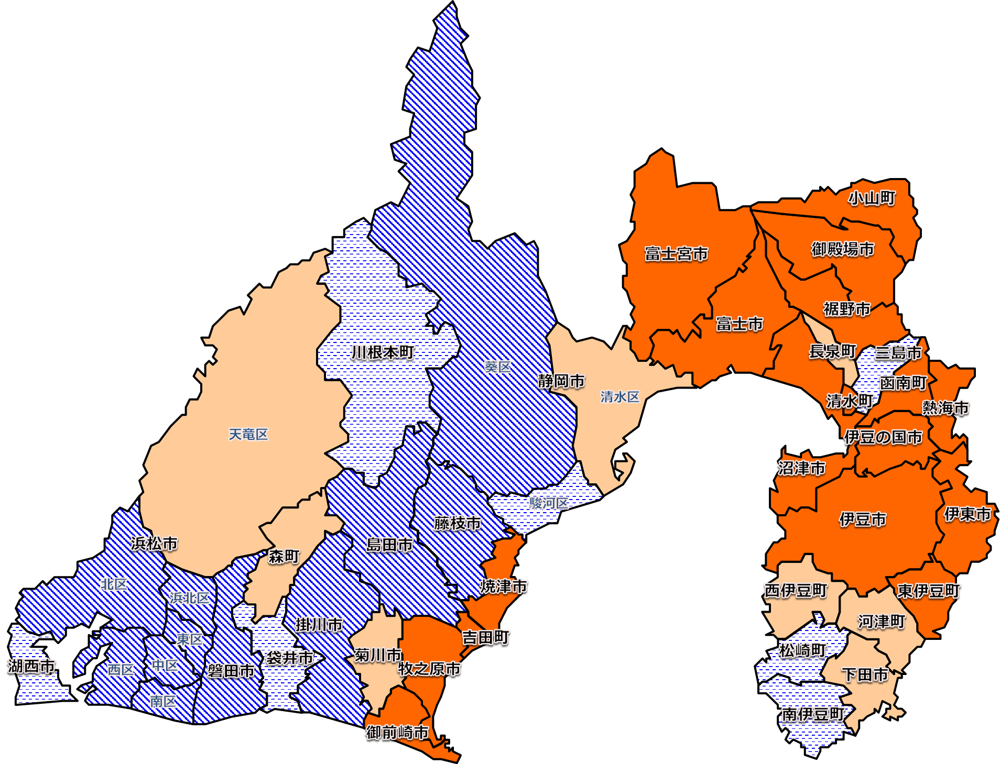 小山町
御殿場市
富士宮市
裾野市
富士市
長泉町
三島市
川根本町
葵区
静岡市
函南町
清水区
清水町
熱海市
天竜区
伊豆の国市
沼津市
駿河区
伊東市
伊豆市
藤枝市
浜松市
島田市
森町
北区
焼津市
西伊豆町
東伊豆町
浜北区
河津町
掛川市
吉田町
東区
松崎町
菊川市
袋井市
湖西市
中区
西区
磐田市
牧之原市
下田市
南区
南伊豆町
御前崎市